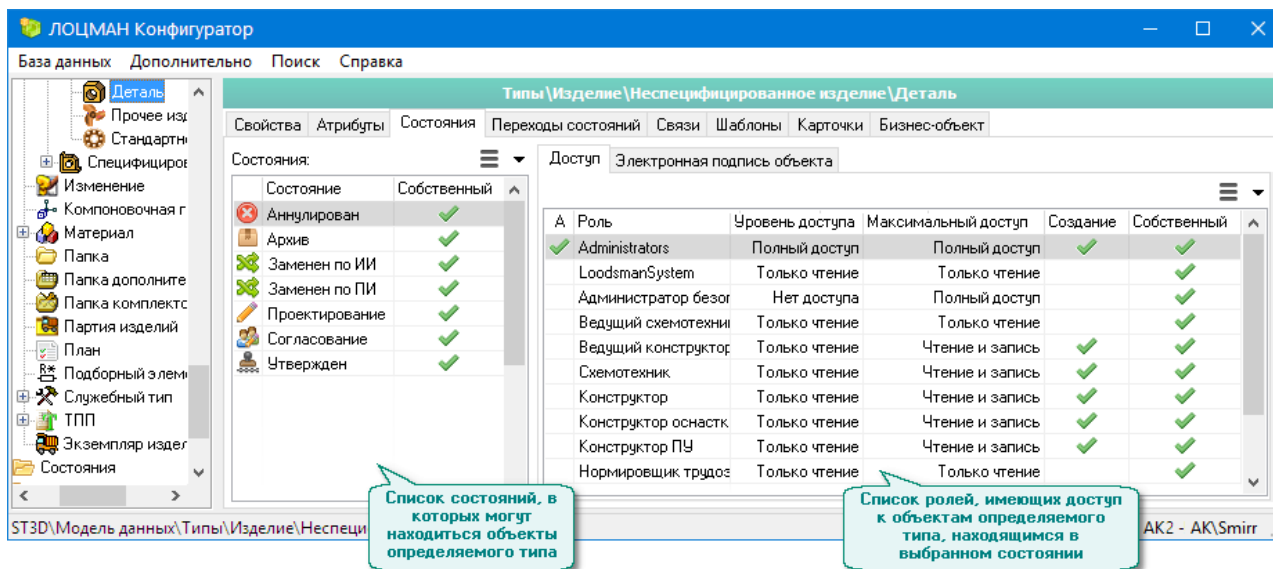 ЛОЦМАН Конфигуратор
База данных Дополнительно Поиск Справка
Деталь
Прочее изд
Стандартн
Специфициров
Изменение
Компоновочная г
Материал
Папка
Папка дополните
Папка комплектс
Партия изделий
План
Подборный элем
Служебный тип
ТПП
Экземпляр издел
Состояния
Типы\Изделие\Неспецифицированное изделие\Деталь
Свойства Атрибуты Состояния Переходы состояний Связи Шаблоны Карточки Бизнес-объект
Состояния:
Состояние Собственный
Аннулирован
Архив
Заменен по ИИ
Заменен по ПИ
Проектирование
Согласование
Утвержден
Доступ Электронная подпись объекта
А Роль Уровень доступа Максимальный доступ Создание Собственный
Administrators Полный доступ Полный доступ
LoodsmanSystem Только чтение Только чтение
Администратор безог Нет доступа Полный доступ
Ведущий схемотехни Только чтение Только чтение
Ведущий конструктор Только чтение Чтение и запись
Схемотехник Только чтение Чтение и запись
Конструктор Только чтение Чтение и запись
Конструктор оснастк Только чтение Чтение и запись
Конструктор ПУ Только чтение Чтение и запись
Нормировщик трудоз Только чтение Только чтение
Список состояний, в
которых могут
находиться объекты
определяемого типа
Список ролей, имеющих доступ
к объектам определяемого
типа, находящимся в
выбранном состоянии
ST3D\Модель данных\Типы\Изделие\Неспеци
AK2 - AK\Smirr